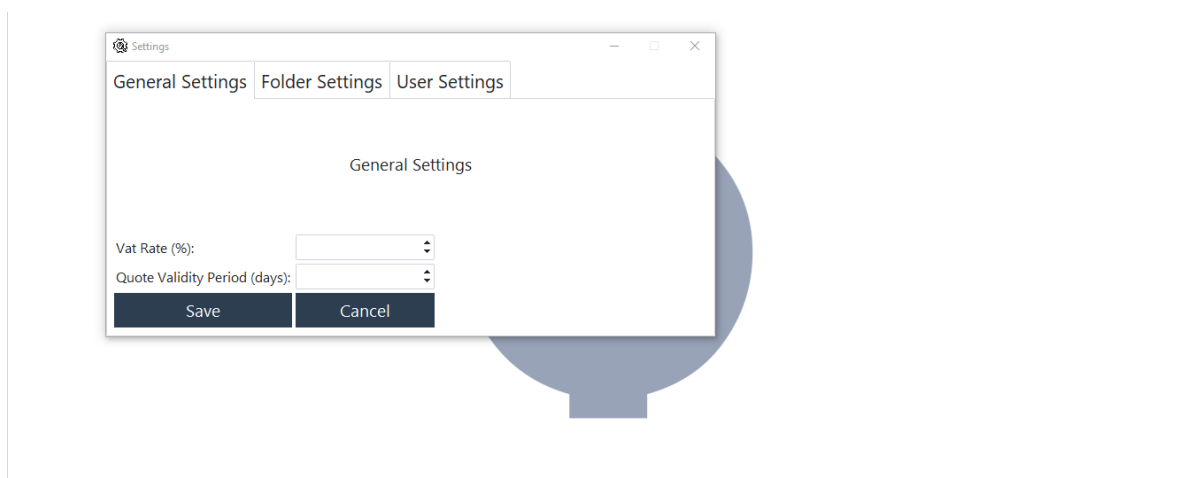 Settings
General Settings Folder Settings User Settings
General Settings
Vat Rate (%):
Quote Validity Period (days):
Save Cancel